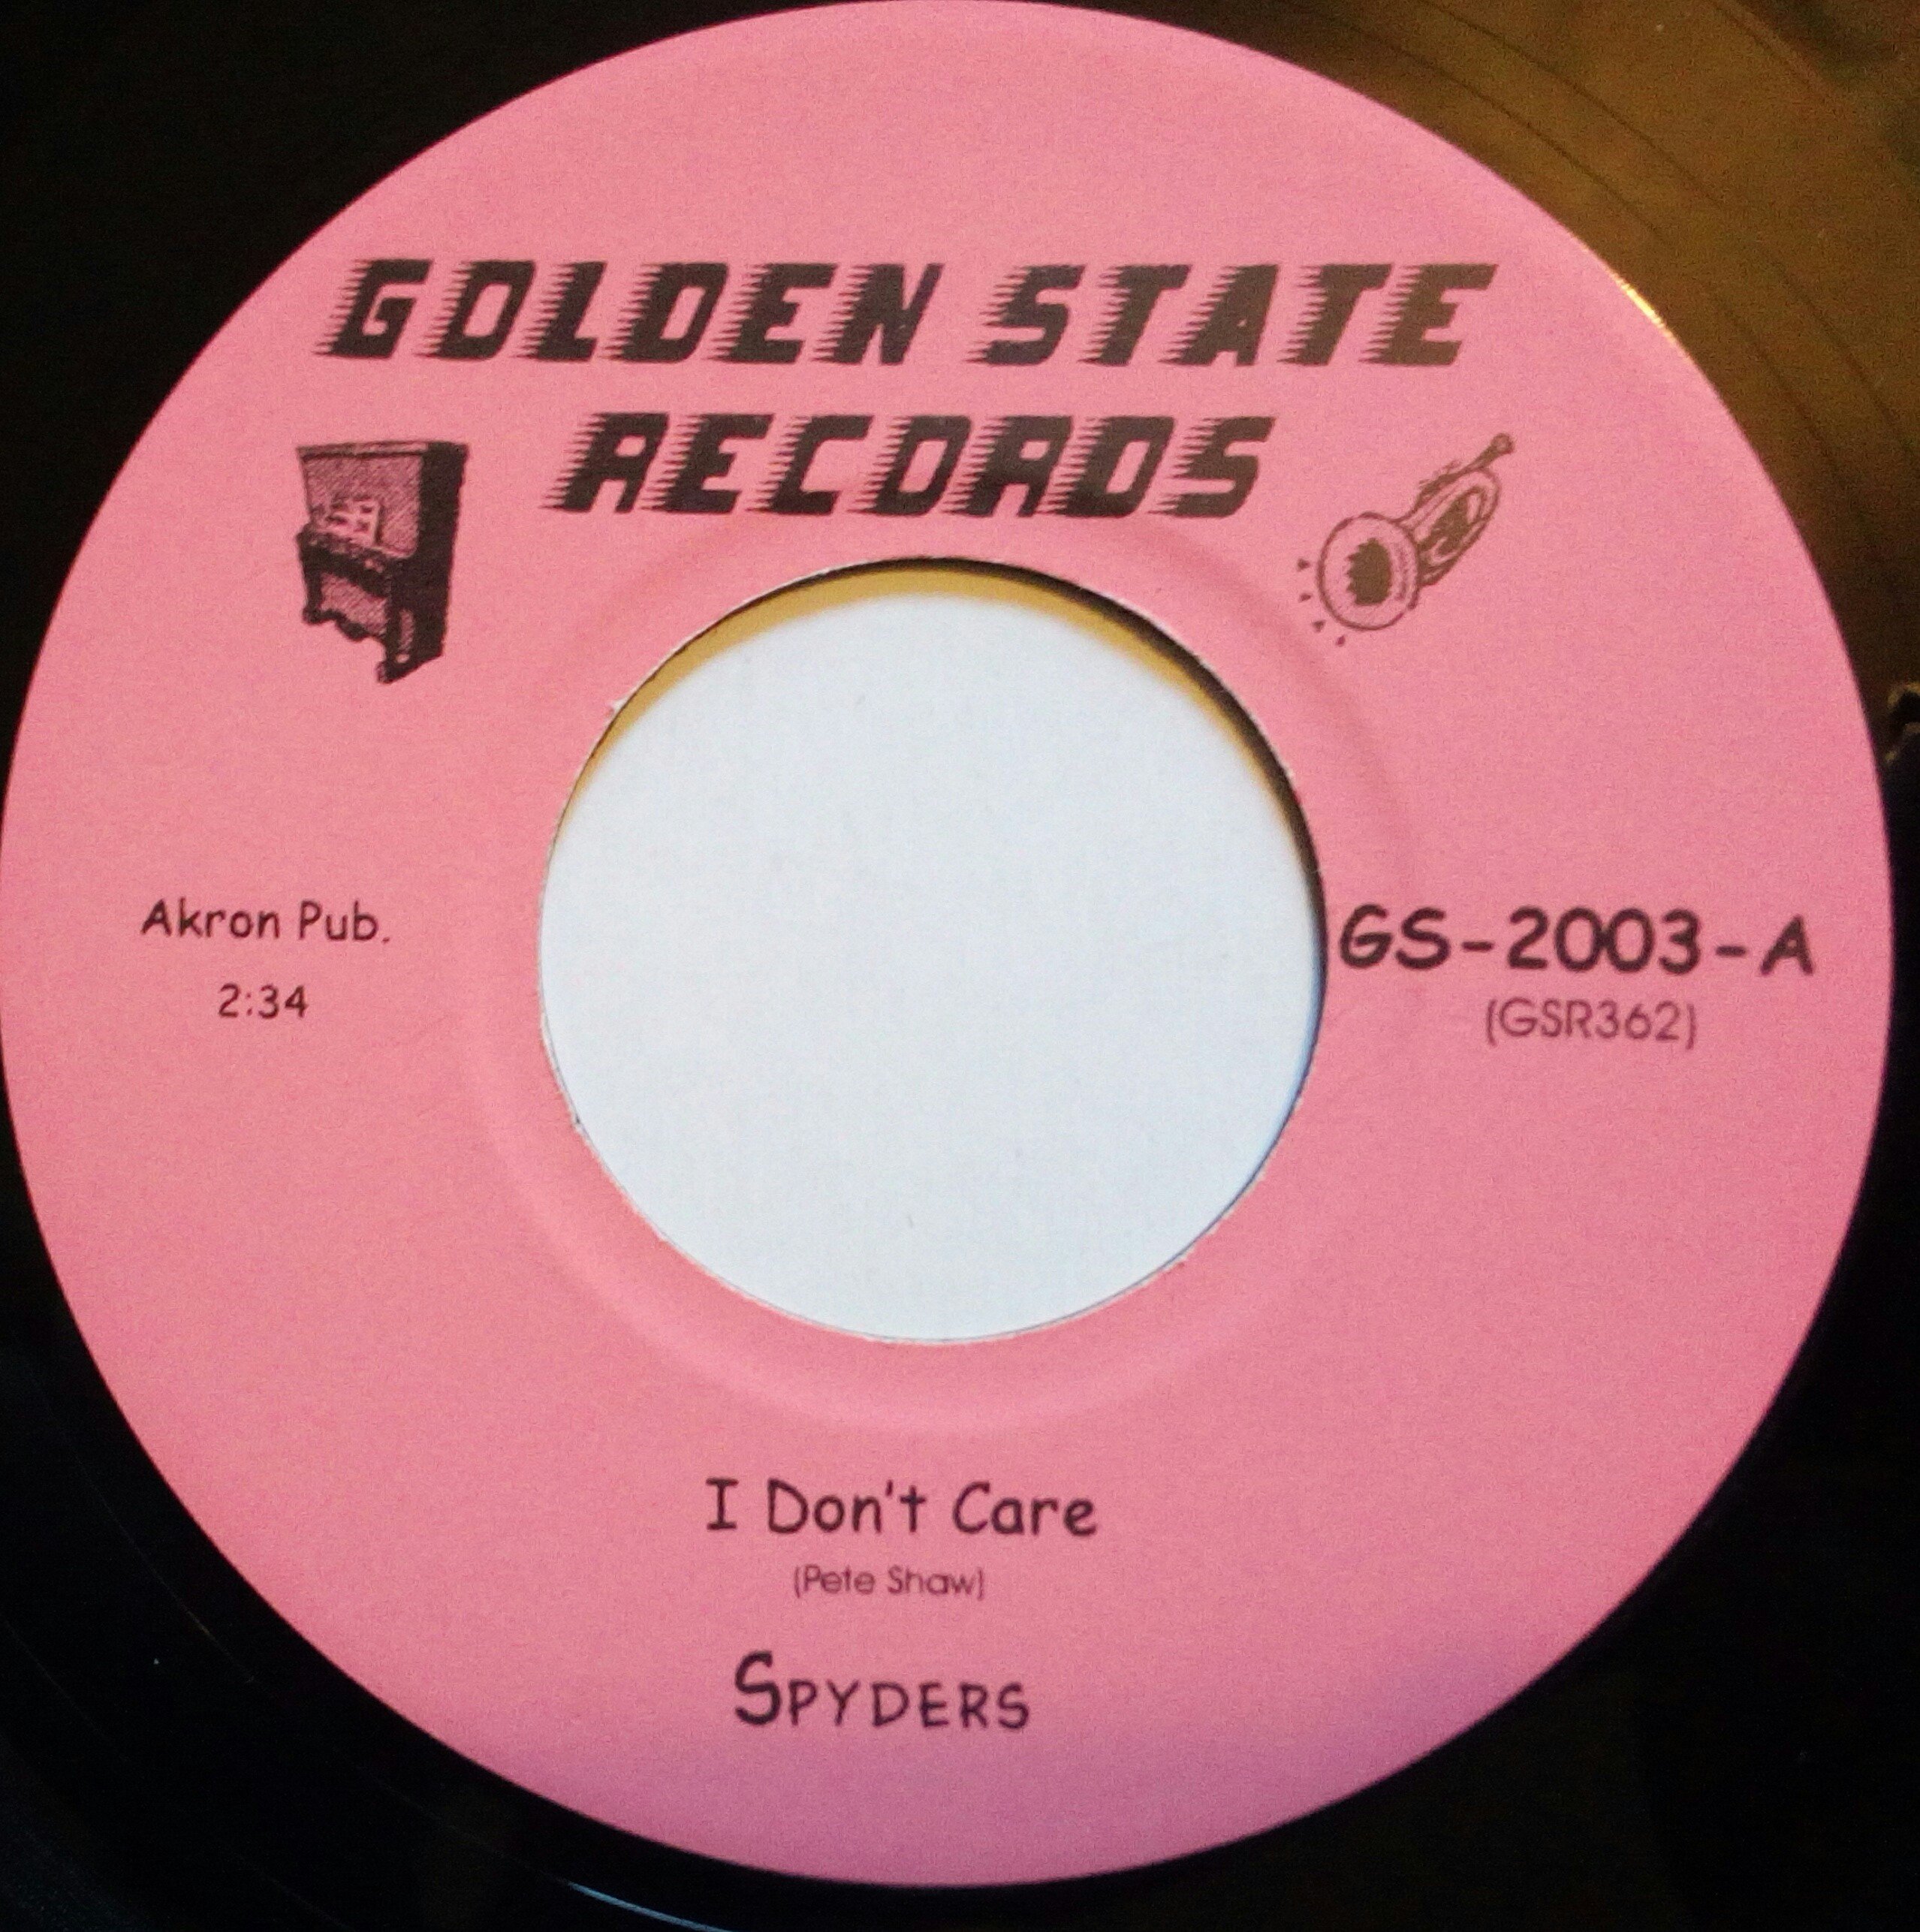 GOLDEN STATE
RECORDS
Akron Pub.
2:34
GS-2003-A
(GSR362)
I Don't Care
(Pete Shaw)
SPYDERS